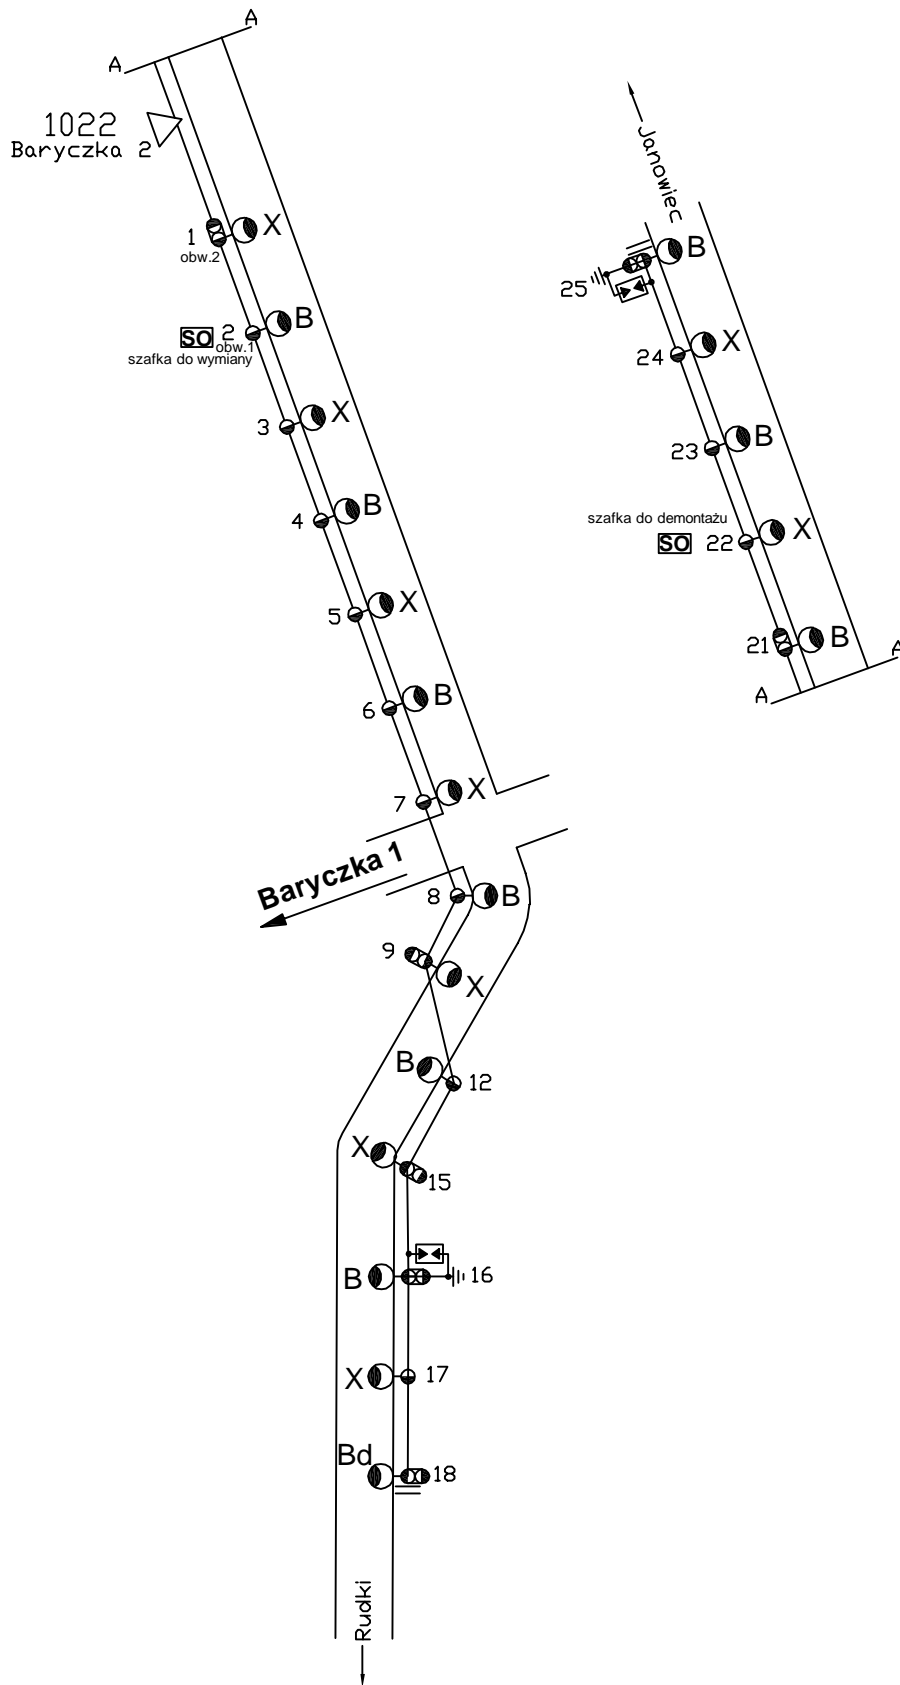 A
A
1022
Baryczka 2
1
X
obw.2
SO
2
B
obw.1
szafka do wymiany
3
X
4
B
5
X
6
B
7
X
Baryczka 1
8
B
9
X
B
12
X
15
B
16
X
17
Bd
18
Rudki
Janowiec
B
25
24
X
23
B
szafka do demontażu
SO
22
X
21
B
A
A